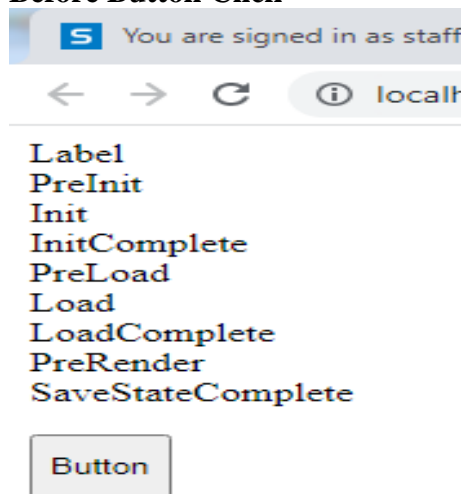 Before Button Click
S You are signed in as staff
localh
Label
PreInit
Init
InitComplete
PreLoad
Load
LoadComplete
PreRender
SaveStateComplete
Button